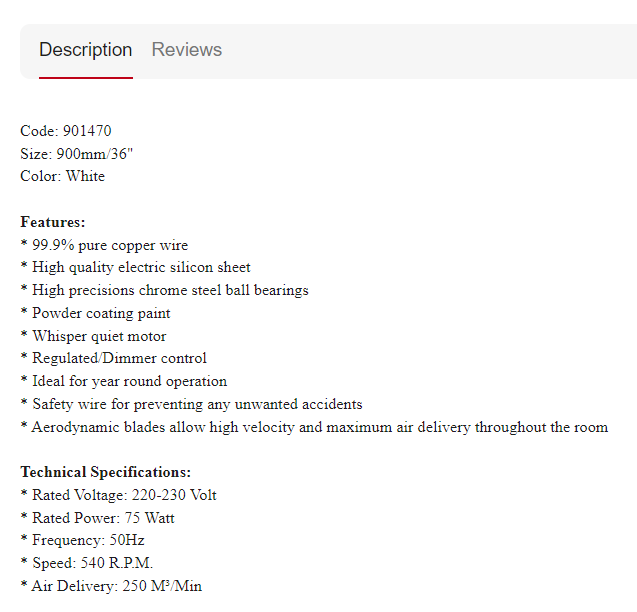 Description Reviews
Code: 901470
Size: 900mm/36"
Color: White
Features:
* 99.9% pure copper wire
* High quality electric silicon sheet
* High precisions chrome steel ball bearings
* Powder coating paint
* Whisper quiet motor
* Regulated/Dimmer control
* Ideal for year round operation
* Safety wire for preventing any unwanted accidents
* Aerodynamic blades allow high velocity and maximum air delivery throughout the room
Technical Specifications:
* Rated Voltage: 220-230 Volt
* Rated Power: 75 Watt
* Frequency: 50Hz
* Speed: 540 R.P.M.
* Air Delivery: 250 M³/Min